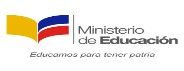 Ministerio
de Educación
Educamos para tener patria